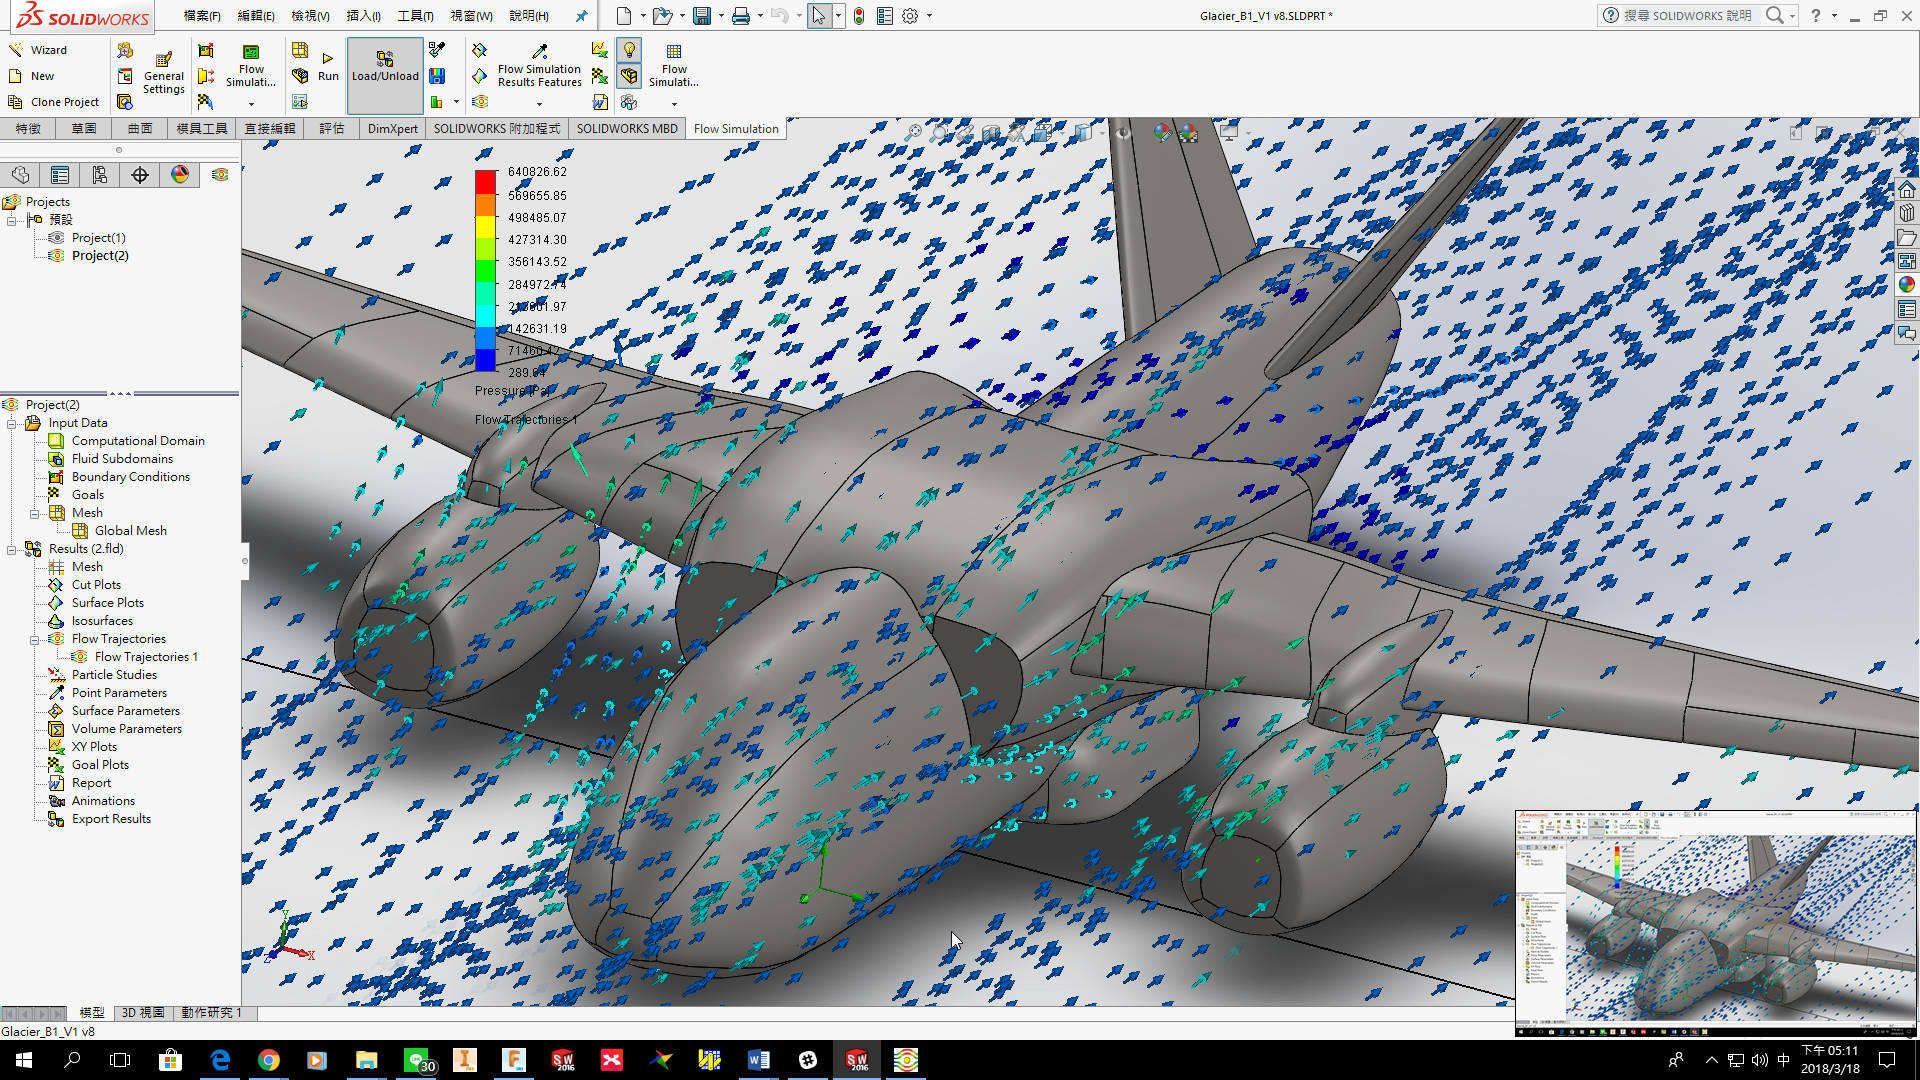 SOLIDWORKS
檔案(F)
編輯(E)
檢視(V)
插入(I)
工具(T)
視窗(W)
說明(H)
Glacier_B1_V1 v8.SLDPRT *
搜尋 SOLIDWORKS 說明
Wizard
New
Clone Project
General
Settings
Flow
Simulati...
Run
Load/Unload
Flow Simulation
Results Features
Flow
Simulati...
特徵
草圖
曲面
模具工具
直接編輯
評估
DimXpert
SOLIDWORKS 附加程式
SOLIDWORKS MBD
Flow Simulation
Projects
預設
Project(1)
Project(2)
Project(2)
Input Data
Computational Domain
Fluid Subdomains
Boundary Conditions
Goals
Mesh
Global Mesh
Results (2.fld)
Mesh
Cut Plots
Surface Plots
Isosurfaces
Flow Trajectories
Flow Trajectories 1
Particle Studies
Point Parameters
Surface Parameters
Volume Parameters
XY Plots
Goal Plots
Report
Animations
Export Results
640826.62
569655.85
498485.07
427314.30
356143.52
284972.74
213801.97
142631.19
71460.42
289.64
Pressure [Pa]
Flow Trajectories 1
Y
X
Z
模型
3D 視圖
動作研究 1
Glacier_B1_V1 v8
30
SW
2016
SW
2016
中
下午 05:11
2018/3/18